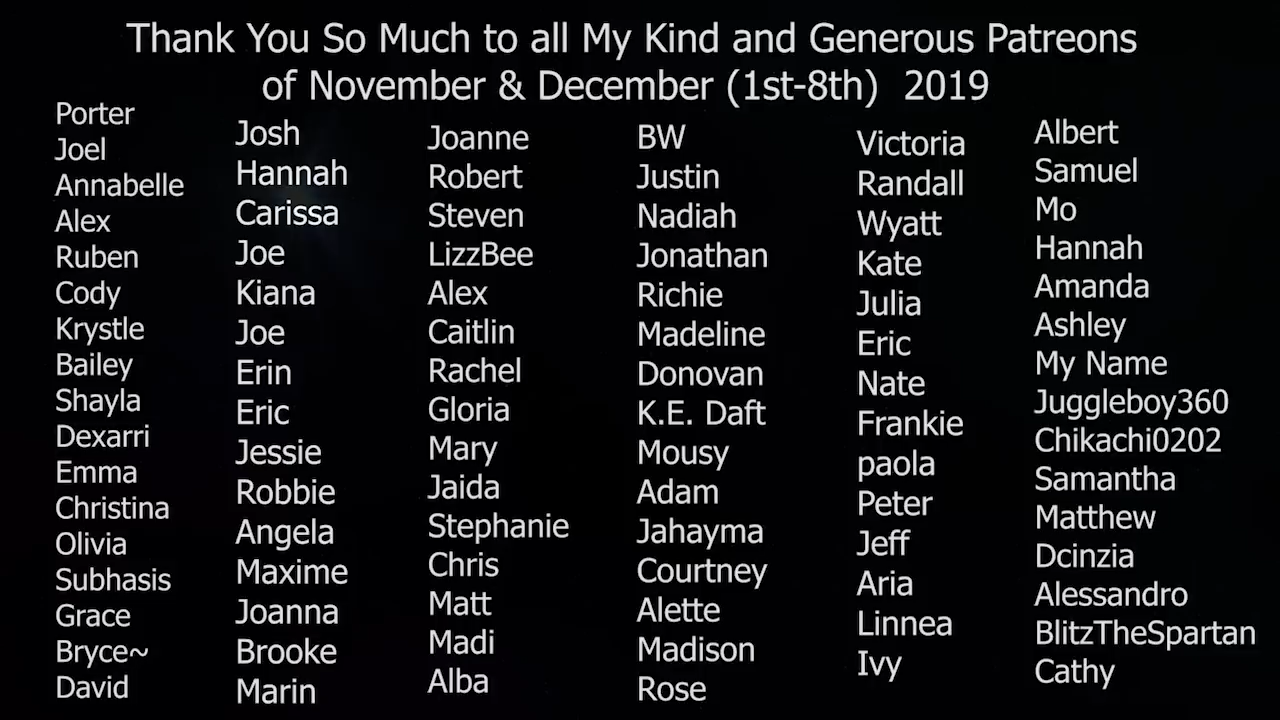 Thank You So Much to all My Kind and Generous Patreons
of November & December (1st-8th) 2019
Porter
Joel
Annabelle
Alex
Ruben
Cody
Krystle
Bailey
Shayla
Dexarri
Emma
Christina
Olivia
Subhasis
Grace
Bryce~
David
Josh
Hannah
Carissa
Joe
Kiana
Joe
Erin
Eric
Jessie
Robbie
Angela
Maxime
Joanna
Brooke
Marin
Joanne
Robert
Steven
LizzBee
Alex
Caitlin
Rachel
Gloria
Mary
Jaida
Stephanie
Chris
Matt
Madi
Alba
BW
Justin
Nadiah
Jonathan
Richie
Madeline
Donovan
K.E. Daft
Mousy
Adam
Jahayma
Courtney
Alette
Madison
Rose
Victoria
Randall
Wyatt
Kate
Julia
Eric
Nate
Frankie
paola
Peter
Jeff
Aria
Linnea
Ivy
Albert
Samuel
Mo
Hannah
Amanda
Ashley
My Name
Juggleboy360
Chikachi0202
Samantha
Matthew
Dcinzia
Alessandro
BlitzTheSpartan
Cathy